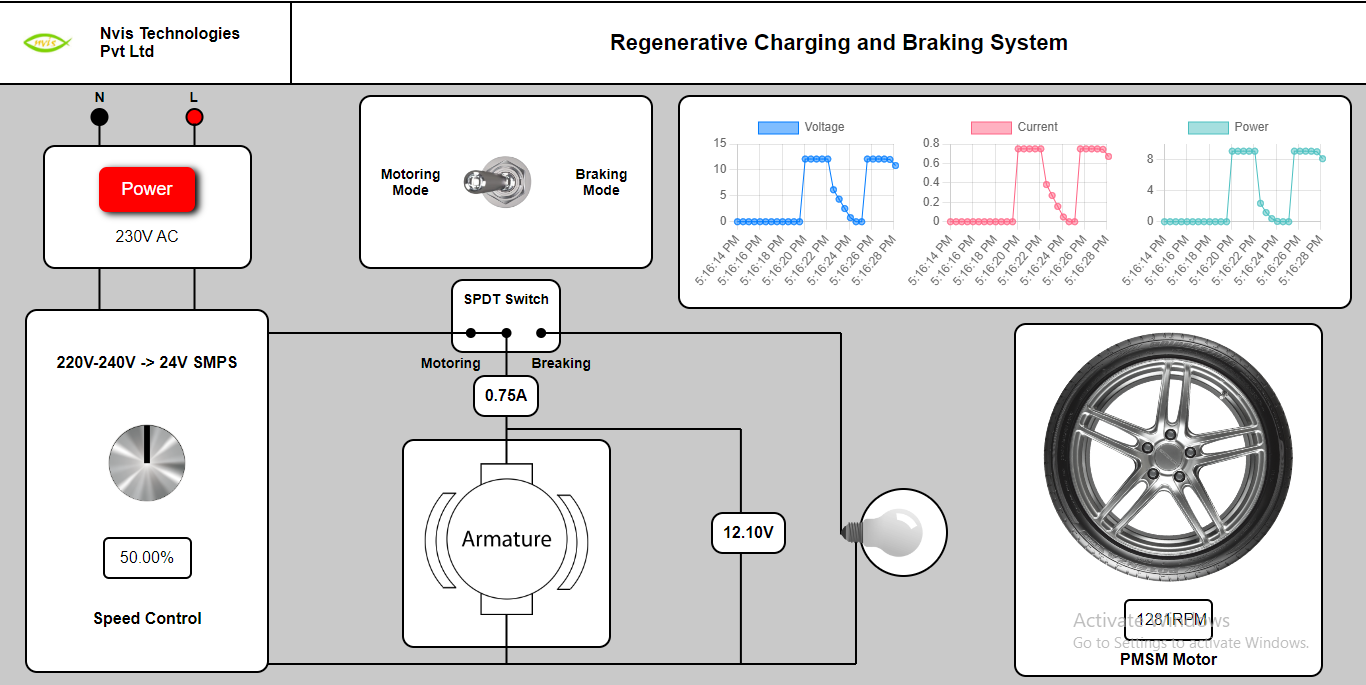 nvis
Nvis Technologies
Pvt Ltd
Regenerative Charging and Braking System
N
L
Power
230V AC
Motoring
Mode
Braking
Mode
Voltage
15
10
5
0
5:16:14 PM
5:16:16 PM
5:16:18 PM
5:16:20 PM
5:16:22 PM
5:16:24 PM
5:16:26 PM
5:16:28 PM
Current
0.8
0.6
0.4
0.2
0
5:16:14 PM
5:16:16 PM
5:16:18 PM
5:16:20 PM
5:16:22 PM
5:16:24 PM
5:16:26 PM
5:16:28 PM
Power
8
4
0
5:16:14 PM
5:16:16 PM
5:16:18 PM
5:16:20 PM
5:16:22 PM
5:16:24 PM
5:16:26 PM
5:16:28 PM
SPDT Switch
Motoring
Breaking
0.75A
220V-240V -> 24V SMPS
50.00%
Speed Control
Armature
12.10V
1281RPM
PMSM Motor
Activate Windows
Go to Settings to activate Windows.